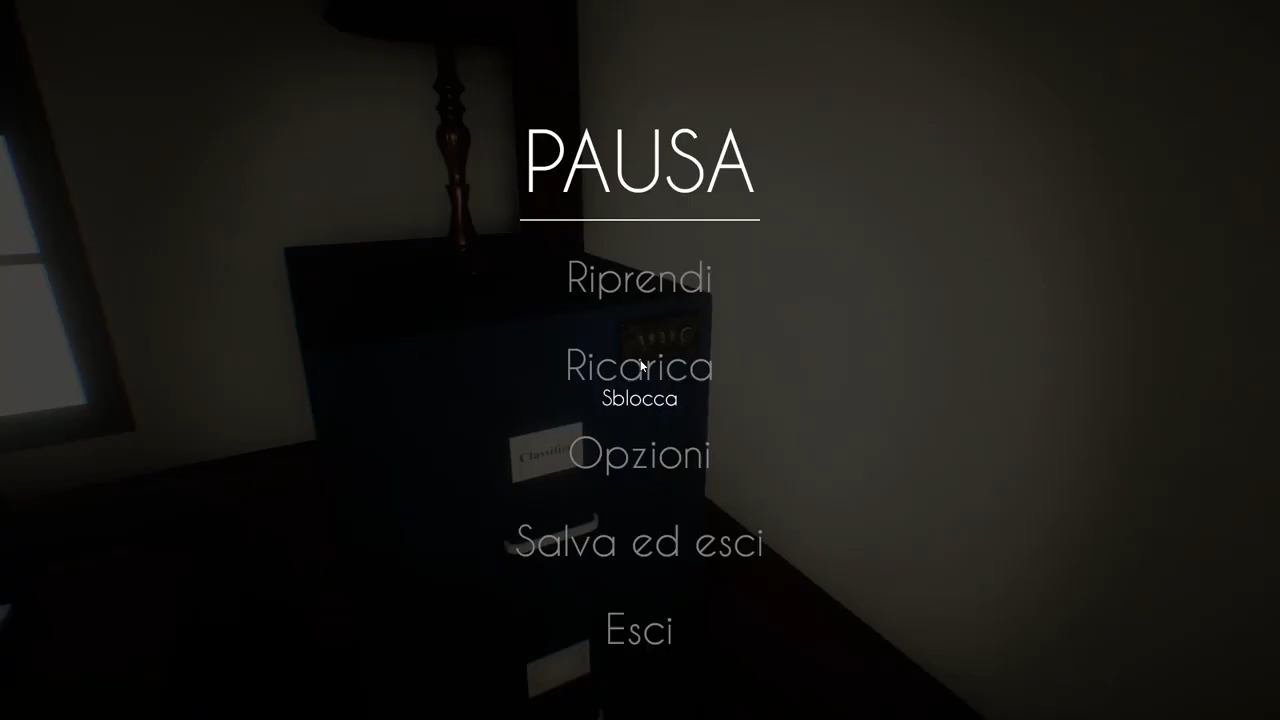 PAUSA
Riprendi
Ricarica
Sblocca
Opzioni
Salva ed esci
Esci